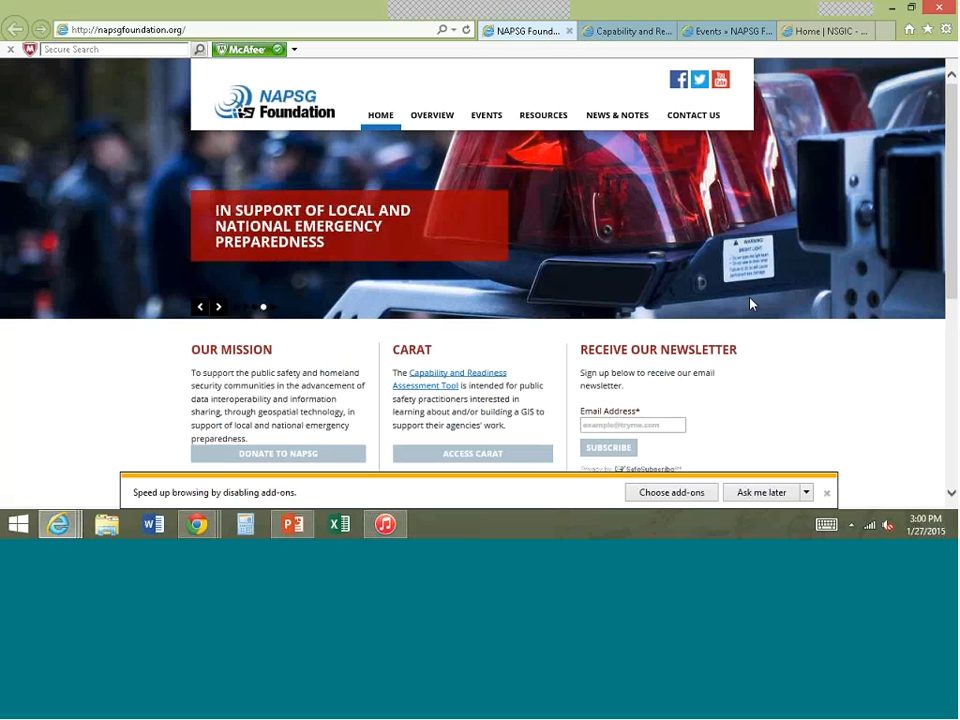 http://napsgfoundation.org/
NAPSG Found...
Capability and Re...
Events » NAPSG F...
Home | NSGIC - ...
Secure Search
McAfee
NAPSG
Foundation
HOME
OVERVIEW
EVENTS
RESOURCES
NEWS & NOTES
CONTACT US
You
Tube
IN SUPPORT OF LOCAL AND
NATIONAL EMERGENCY
PREPAREDNESS
WARNING
OUR MISSION
To support the public safety and homeland
security communities in the advancement of
data interoperability and information
sharing, through geospatial technology, in
support of local and national emergency
preparedness.
DONATE TO NAPSG
CARAT
The Capability and Readiness
Assessment Tool is intended for public
safety practitioners interested in
learning about and/or building a GIS to
support their agencies' work.
ACCESS CARAT
RECEIVE OUR NEWSLETTER
Sign up below to receive our email
newsletter.
Email Address*
example@tryme.com
SUBSCRIBE
Privacy by SafeSubscribe
Speed up browsing by disabling add-ons.
Choose add-ons
Ask me later
3:00 PM
1/27/2015